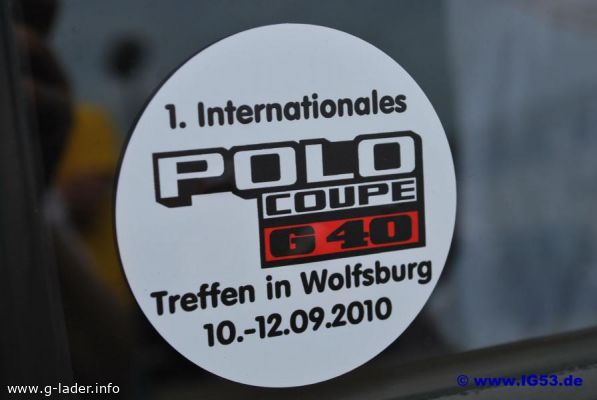 1. Internationales
POLO
COUPE
G 40
Treffen in Wolfsburg
10.-12.09.2010
www.g-lader.info
© www.IG53.de